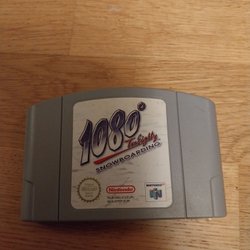 1080°
TenEighty
SNOWBOARDING
Nintendo
NINTENDO 64